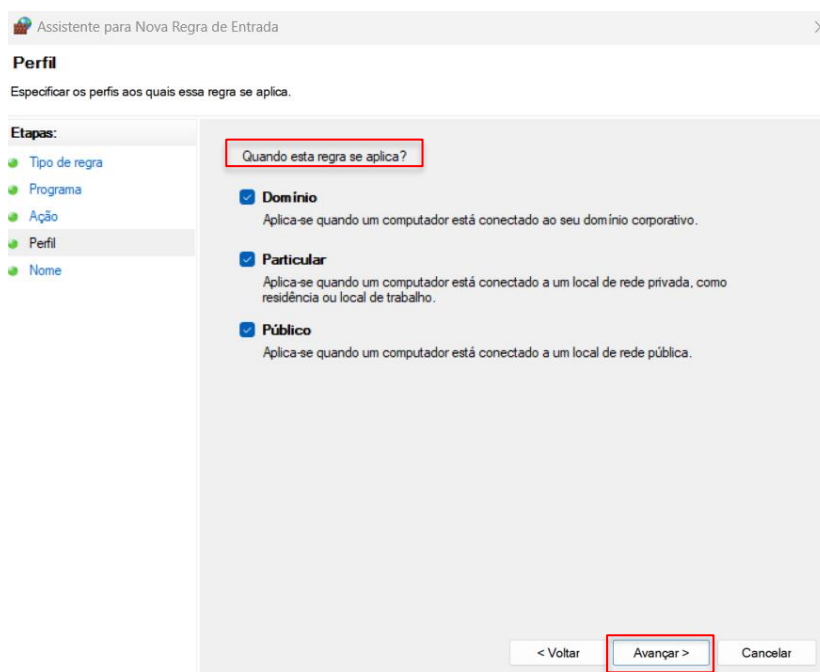 Assistente para Nova Regra de Entrada
Perfil
Especificar os perfis aos quais essa regra se aplica.
Etapas:
Tipo de regra
Programa
Ação
Perfil
Nome
Quando esta regra se aplica?
Domínio
Aplica-se quando um computador está conectado ao seu domínio corporativo.
Particular
Aplica-se quando um computador está conectado a um local de rede privada, como
residência ou local de trabalho.
Público
Aplica-se quando um computador está conectado a um local de rede pública.
< Voltar
Avançar >
Cancelar